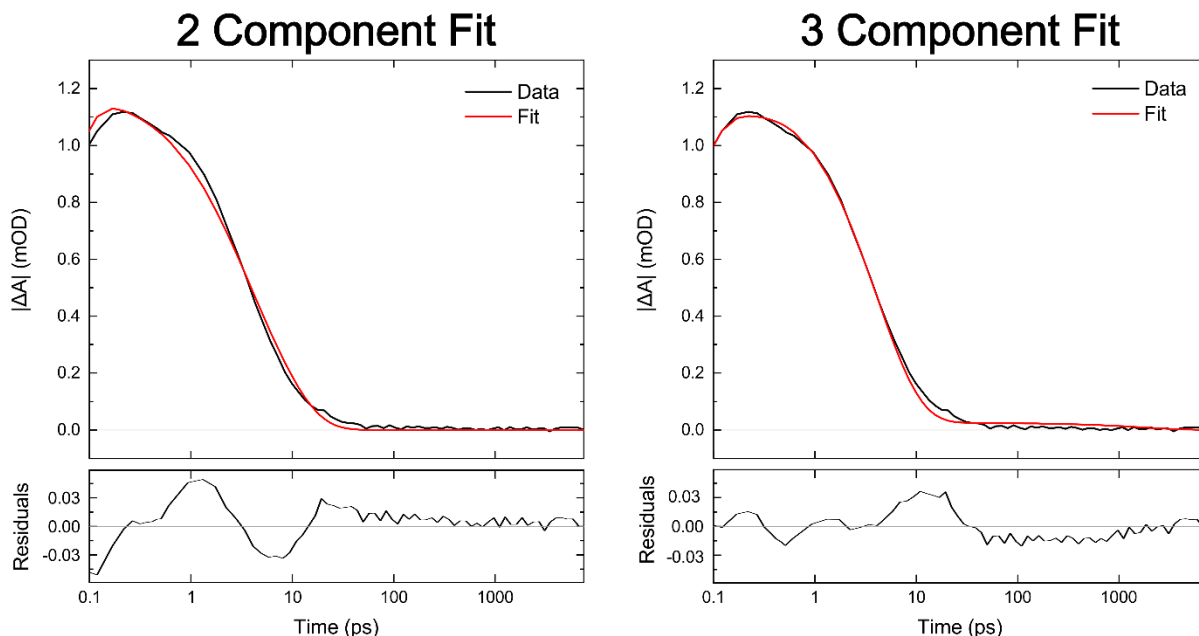 2 Component Fit
1.2
1.0
0.8
0.6
0.4
0.2
0.0
|ΔA| (mOD)
Data
Fit
0.03
0.00
-0.03
Residuals
0.1 1 10 100 1000
Time (ps)
3 Component Fit
1.2
1.0
0.8
0.6
0.4
0.2
0.0
|ΔA| (mOD)
Data
Fit
0.03
0.00
-0.03
Residuals
0.1 1 10 100 1000
Time (ps)